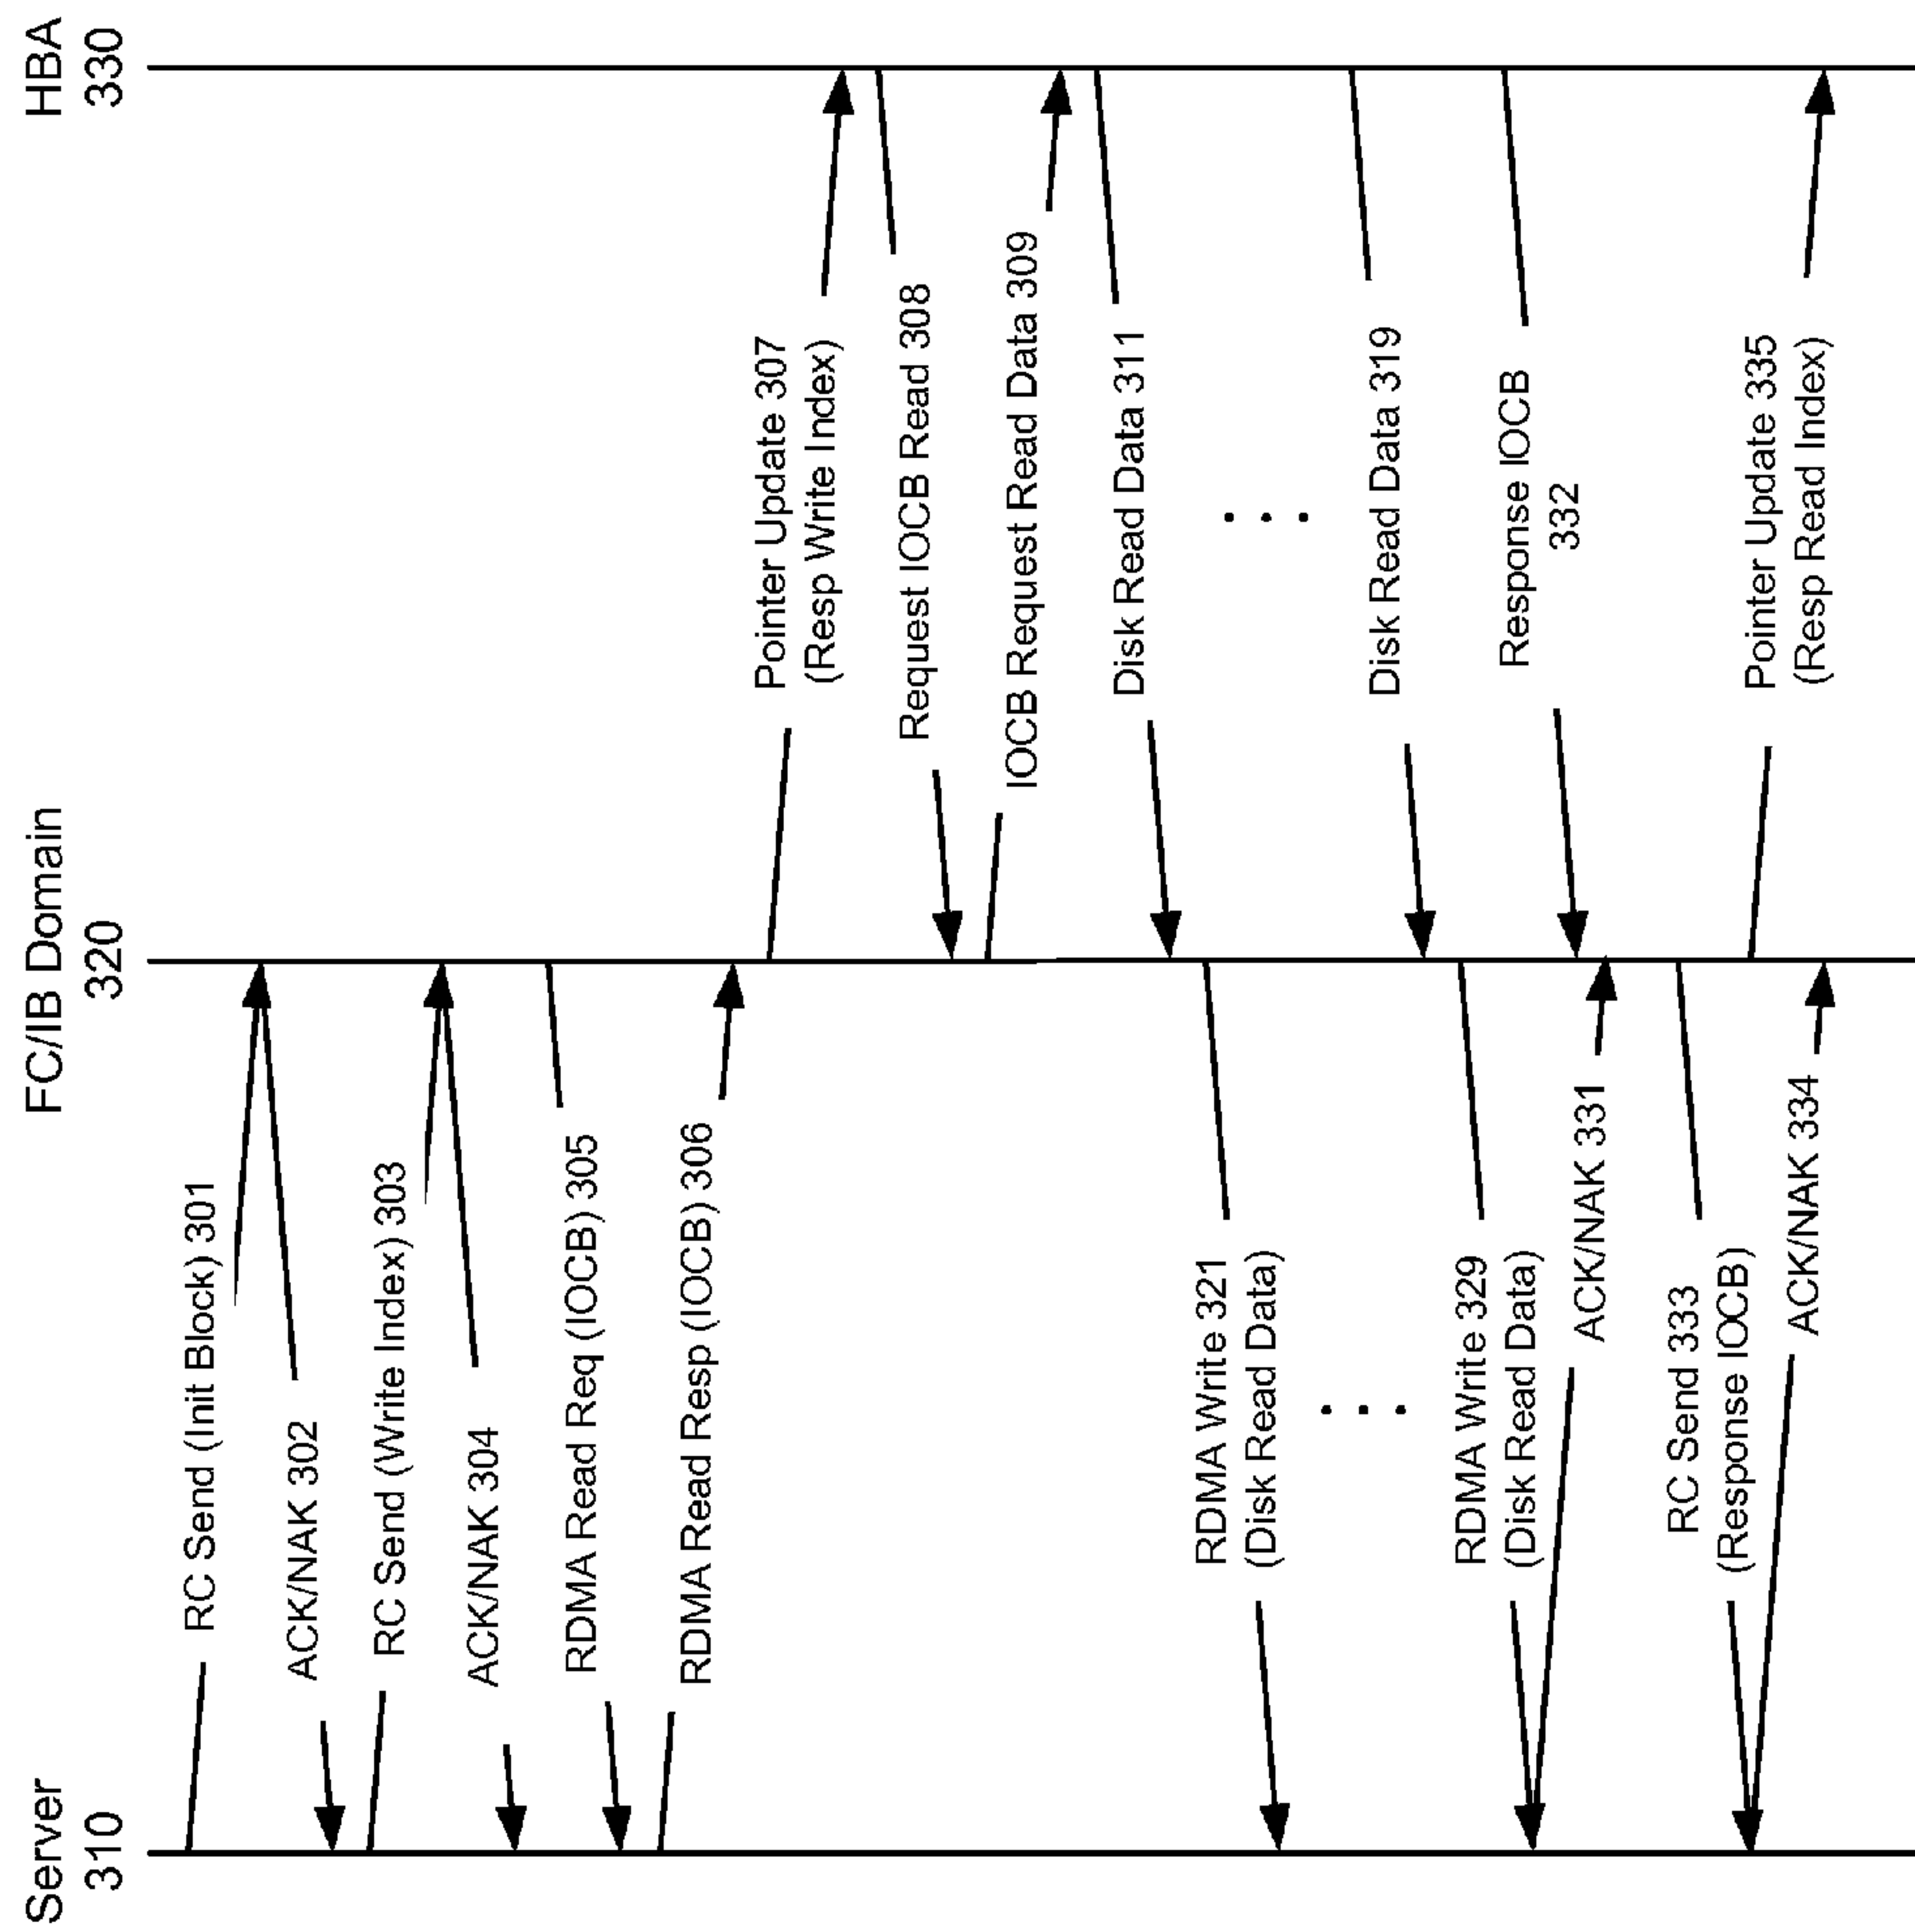 Server
310
FC/IB Domain
320
HBA
330
RC Send (Init Block) 301
ACK/NAK 302
RC Send (Write Index) 303
ACK/NAK 304
RDMA Read Req (IOCB) 305
RDMA Read Resp (IOCB) 306
Pointer Update 307
(Resp Write Index)
Request IOCB Read 308
IOCB Request Read Data 309
Disk Read Data 311
RDMA Write 321
(Disk Read Data)
. . .
. . .
Disk Read Data 319
RDMA Write 329
(Disk Read Data)
Response IOCB
332
ACK/NAK 331
RC Send 333
(Response IOCB)
Pointer Update 335
(Resp Read Index)
ACK/NAK 334